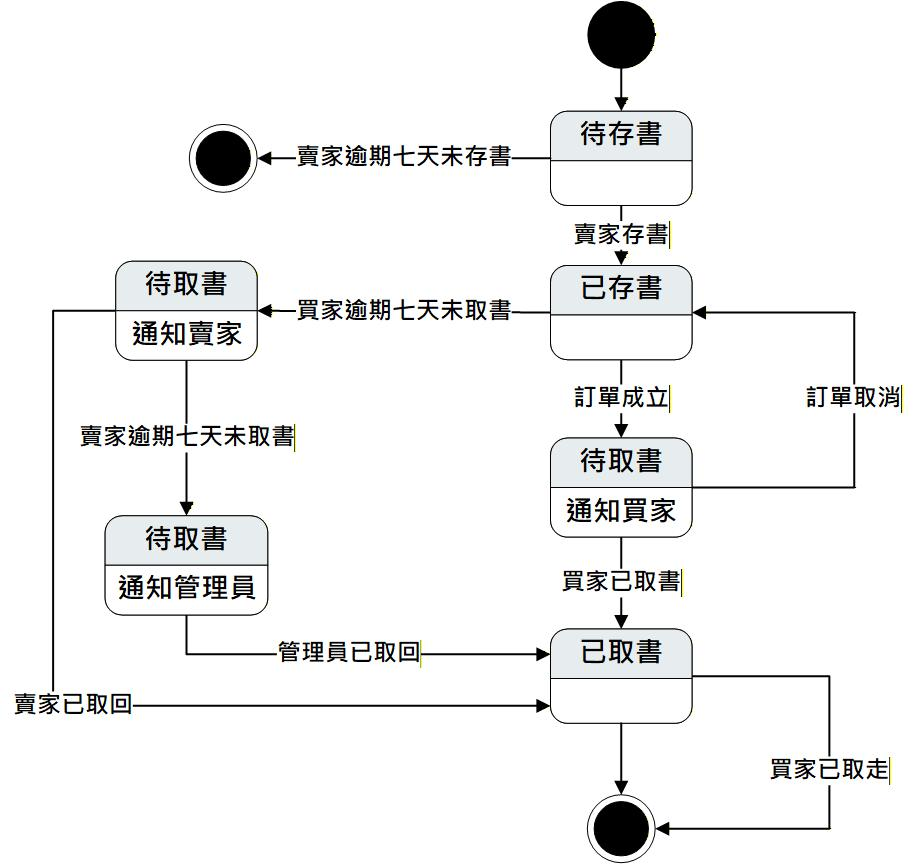 待存書
賣家逾期七天未存書
賣家存書
待取書
通知賣家
買家逾期七天未取書
已存書
訂單成立
訂單取消
賣家逾期七天未取書
待取書
通知買家
待取書
通知管理員
買家已取書
管理員已取回
已取書
賣家已取回
買家已取走